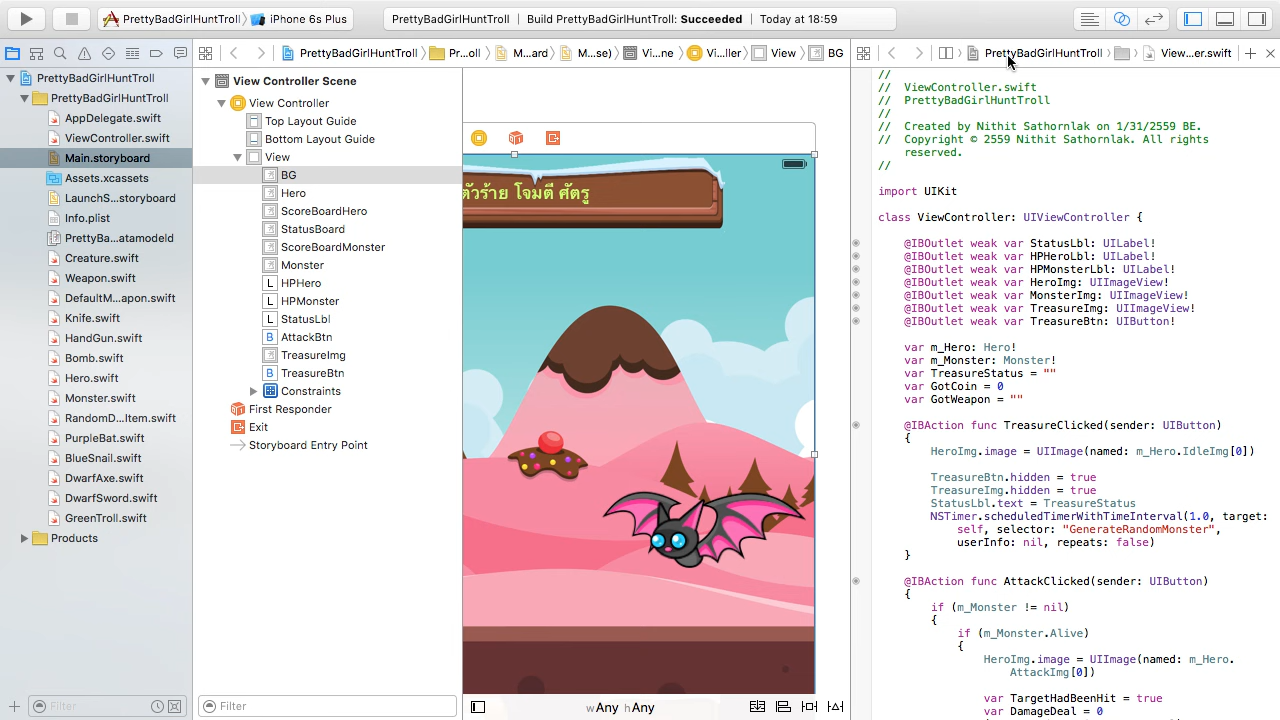 PrettyBadGirlHuntTroll iPhone 6s Plus
PrettyBadGirlHuntTroll | Build PrettyBadGirlHuntTroll: Succeeded | Today at 18:59
PrettyBadGirlHuntTroll
PrettyBadGirlHuntTroll
AppDelegate.swift
ViewController.swift
Main.storyboard
Assets.xcassets
LaunchS...storyboard
Info.plist
PrettyBa...atamodeld
Creature.swift
Weapon.swift
DefaultM...apon.swift
Knife.swift
HandGun.swift
Bomb.swift
Hero.swift
Monster.swift
RandomD...Item.swift
PurpleBat.swift
BlueSnail.swift
DwarfAxe.swift
DwarfSword.swift
GreenTroll.swift
Products
Filter
PrettyBadGirlHuntTroll Pr...oll M...ard M...se) Vi...ne Vi...ller View BG
View Controller Scene
View Controller
Top Layout Guide
Bottom Layout Guide
View
BG
Hero
ScoreBoardHero
StatusBoard
ScoreBoardMonster
Monster
L HPHero
L HPMonster
L StatusLbl
B AttackBtn
TreasureImg
B TreasureBtn
Constraints
First Responder
Exit
Storyboard Entry Point
Filter
ตัวร้าย โจมตี ศัตรู
wAny hAny
PrettyBadGirlHuntTroll View...er.swift
//
// ViewController.swift
// PrettyBadGirlHuntTroll
//
// Created by Nithit Sathornlak on 1/31/2559 BE.
// Copyright © 2559 Nithit Sathornlak. All rights
reserved.
//
import UIKit
class ViewController: UIViewController {
@IBOutlet weak var StatusLbl: UILabel!
@IBOutlet weak var HPHeroLbl: UILabel!
@IBOutlet weak var HPMonsterLbl: UILabel!
@IBOutlet weak var HeroImg: UIImageView!
@IBOutlet weak var MonsterImg: UIImageView!
@IBOutlet weak var TreasureImg: UIImageView!
@IBOutlet weak var TreasureBtn: UIButton!
var m_Hero: Hero!
var m_Monster: Monster!
var TreasureStatus = ""
var GotCoin = 0
var GotWeapon = ""
@IBAction func TreasureClicked(sender: UIButton)
{
HeroImg.image = UIImage(named: m_Hero.IdleImg[0])
TreasureBtn.hidden = true
TreasureImg.hidden = true
StatusLbl.text = TreasureStatus
NSTimer.scheduledTimerWithTimeInterval(1.0, target:
self, selector: "GenerateRandomMonster",
userInfo: nil, repeats: false)
}
@IBAction func AttackClicked(sender: UIButton)
{
if (m_Monster != nil)
{
if (m_Monster.Alive)
{
HeroImg.image = UIImage(named: m_Hero.
AttackImg[0])
var TargetHadBeenHit = true
var DamageDeal = 0